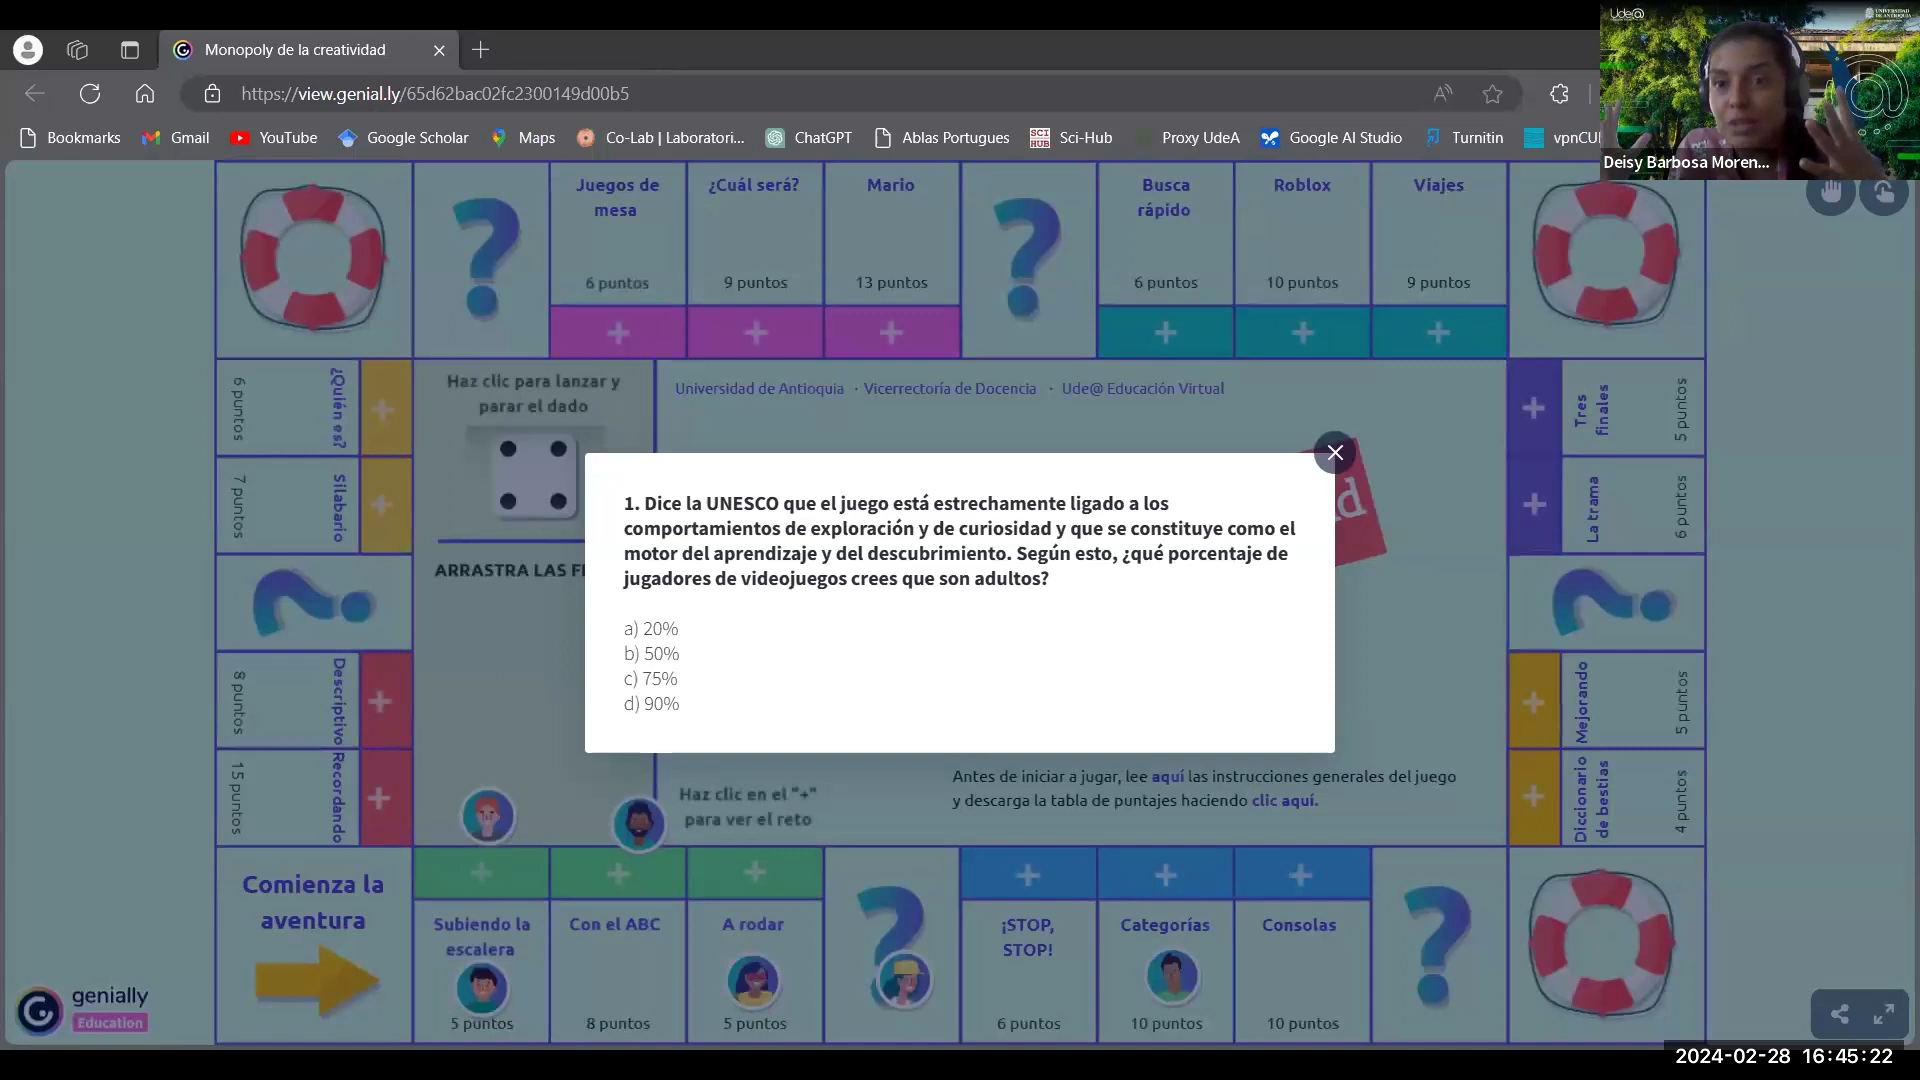 Monopoly de la creatividad
https://view.genial.ly/65d62bac02fc2300149d00b5
Bookmarks
Gmail
YouTube
Google Scholar
Maps
Co-Lab | Laboratori...
ChatGPT
Ablas Portugues
Sci-Hub
Proxy UdeA
Google AI Studio
Turnitin
vpnCU
Ude@
Deisy Barbosa Moren...
Juegos de
mesa
6 puntos
¿Cuál será?
9 puntos
Mario
13 puntos
Busca
rápido
6 puntos
Roblox
10 puntos
Viajes
9 puntos
¿Quién es?
6 puntos
Silabario
7 puntos
Descriptivo
8 puntos
Recordando
15 puntos
Haz clic para lanzar y
parar el dado
ARRASTRA LAS
Universidad de Antioquia · Vicerrectoría de Docencia · Ude@ Educación Virtual
1. Dice la UNESCO que el juego está estrechamente ligado a los
comportamientos de exploración y de curiosidad y que se constituye como el
motor del aprendizaje y del descubrimiento. Según esto, ¿qué porcentaje de
jugadores de videojuegos crees que son adultos?
a) 20%
b) 50%
c) 75%
d) 90%
Haz clic en el "+"
para ver el reto
Antes de iniciar a jugar, lee aquí las instrucciones generales del juego
y descarga la tabla de puntajes haciendo clic aquí.
Tres
finales
5 puntos
La trama
6 puntos
Mejorando
5 puntos
Diccionario
de bestias
4 puntos
Comienza la
aventura
Subiendo la
escalera
5 puntos
Con el ABC
8 puntos
A rodar
5 puntos
¡STOP,
STOP!
6 puntos
Categorías
10 puntos
Consolas
10 puntos
genially
Education
2024-02-28 16:45:22